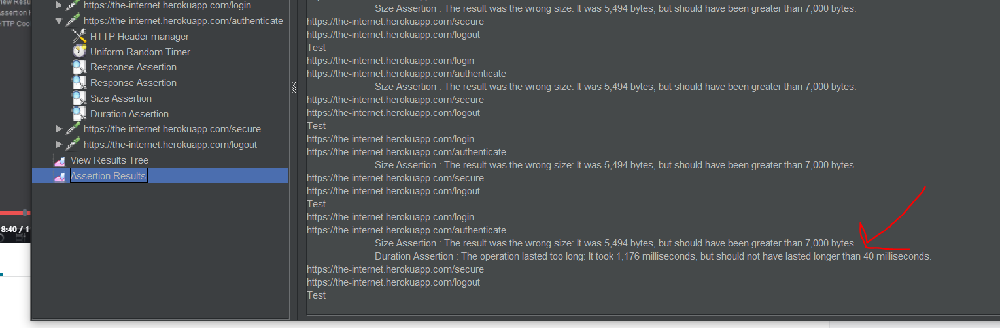 View Resu
Assertion R
HTTP Coo
https://the-internet.herokuapp.com/login
https://the-internet.herokuapp.com/authenticate
HTTP Header manager
Uniform Random Timer
Response Assertion
Response Assertion
Size Assertion
Duration Assertion
https://the-internet.herokuapp.com/secure
https://the-internet.herokuapp.com/logout
View Results Tree
Assertion Results
8:40 / 1
Size Assertion : The result was the wrong size: It was 5,494 bytes, but should have been greater than 7,000 bytes.
https://the-internet.herokuapp.com/secure
https://the-internet.herokuapp.com/logout
Test
https://the-internet.herokuapp.com/login
https://the-internet.herokuapp.com/authenticate
Size Assertion : The result was the wrong size: It was 5,494 bytes, but should have been greater than 7,000 bytes.
https://the-internet.herokuapp.com/secure
https://the-internet.herokuapp.com/logout
Test
https://the-internet.herokuapp.com/login
https://the-internet.herokuapp.com/authenticate
Size Assertion : The result was the wrong size: It was 5,494 bytes, but should have been greater than 7,000 bytes.
https://the-internet.herokuapp.com/secure
https://the-internet.herokuapp.com/logout
Test
https://the-internet.herokuapp.com/login
https://the-internet.herokuapp.com/authenticate
Size Assertion : The result was the wrong size: It was 5,494 bytes, but should have been greater than 7,000 bytes.
Duration Assertion : The operation lasted too long: It took 1,176 milliseconds, but should not have lasted longer than 40 milliseconds.
https://the-internet.herokuapp.com/secure
https://the-internet.herokuapp.com/logout
Test